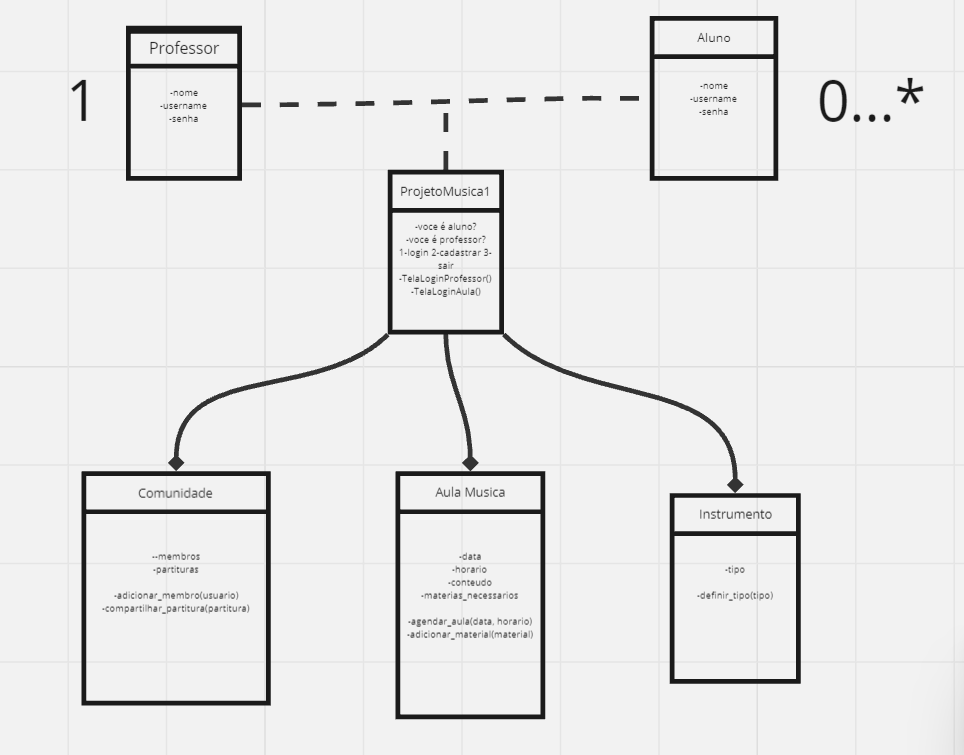 Professor
-nome
-username
-senha
1
Aluno
-nome
-username
-senha
0...*
ProjetoMusica1
-voce é aluno?
-voce é professor?
1-login 2-cadastrar 3-
sair
-TelaLoginProfessor()
-TelaLoginAula()
Comunidade
--membros
-partituras
-adicionar_membro(usuario)
-compartilhar_partitura(partitura)
Aula Musica
-data
-horario
-conteudo
-materias_necessarios
-agendar_aula(data, horario)
-adicionar_material(material)
Instrumento
-tipo
-definir_tipo(tipo)